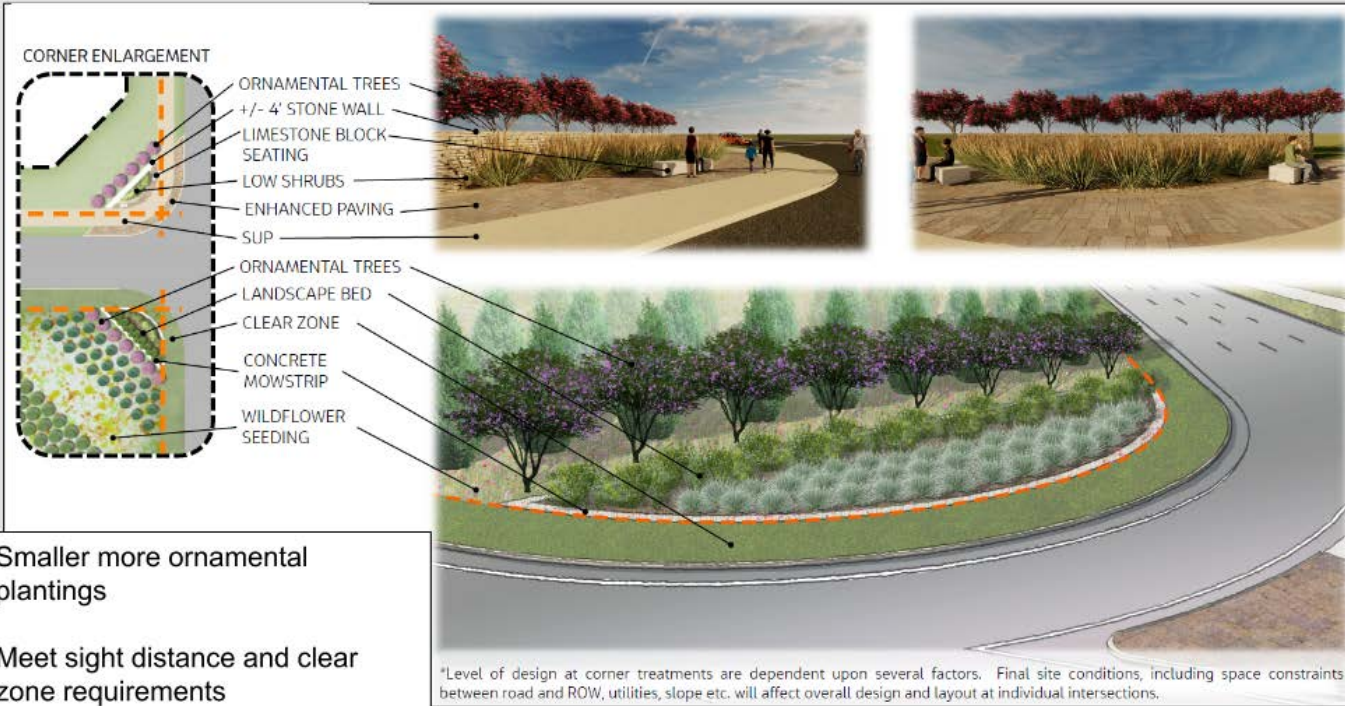 CORNER ENLARGEMENT
ORNAMENTAL TREES
+/- 4' STONE WALL
LIMESTONE BLOCK
SEATING
LOW SHRUBS
ENHANCED PAVING
SUP
ORNAMENTAL TREES
LANDSCAPE BED
CLEAR ZONE
CONCRETE
MOWSTRIP
WILDFLOWER
SEEDING
Smaller more ornamental
plantings
Meet sight distance and clear
zone requirements
*Level of design at corner treatments are dependent upon several factors. Final site conditions, including space constraints
between road and ROW, utilities, slope etc. will affect overall design and layout at individual intersections.